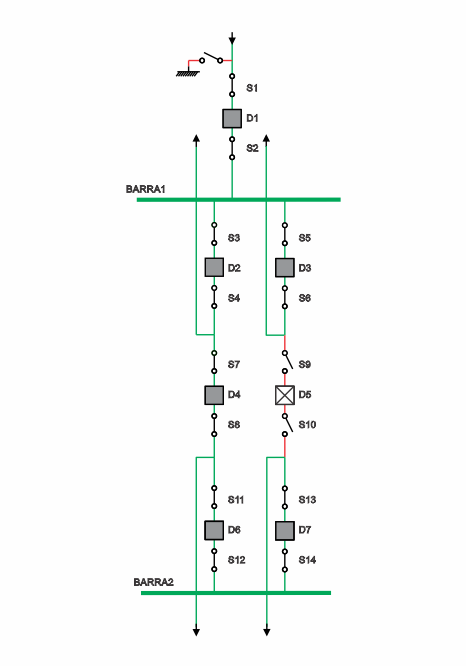 S1
D1
S2
BARRA1
S3 S5
D2 D3
S4 S6
S7 S9
D4 D5
S8 S10
S11 S13
D6 D7
S12 S14
BARRA2